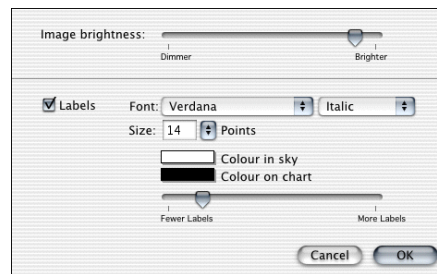 Image brightness:
Dimmer Brighter
Labels Font: Verdana Italic
Size: 14 Points
Colour in sky
Colour on chart
Fewer Labels More Labels
Cancel OK